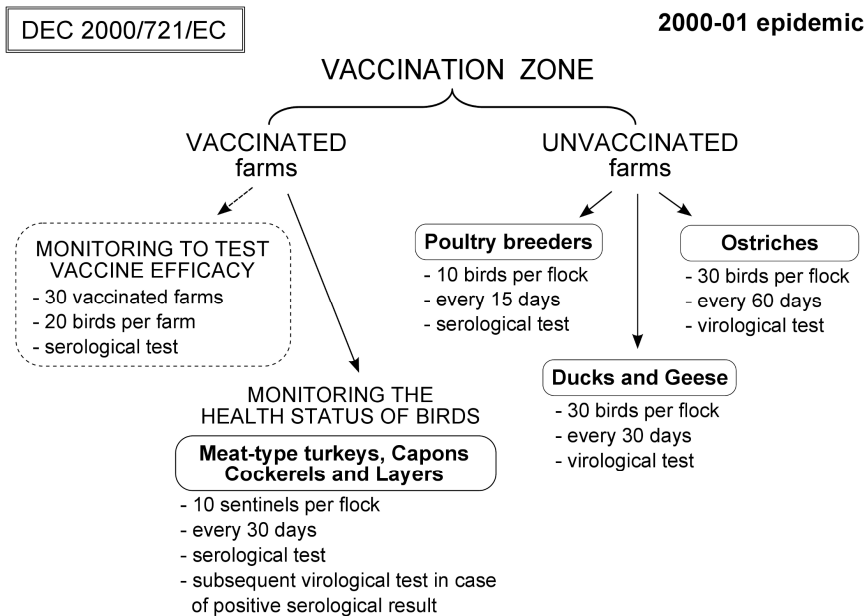 DEC 2000/721/EC
2000-01 epidemic
VACCINATION ZONE
VACCINATED
farms
UNVACCINATED
farms
MONITORING TO TEST
VACCINE EFFICACY
- 30 vaccinated farms
- 20 birds per farm
- serological test
Poultry breeders
- 10 birds per flock
- every 15 days
- serological test
Ostriches
- 30 birds per flock
- every 60 days
- virological test
Ducks and Geese
- 30 birds per flock
- every 30 days
- virological test
MONITORING THE
HEALTH STATUS OF BIRDS
Meat-type turkeys, Capons
Cockerels and Layers
- 10 sentinels per flock
- every 30 days
- serological test
- subsequent virological test in case
of positive serological result